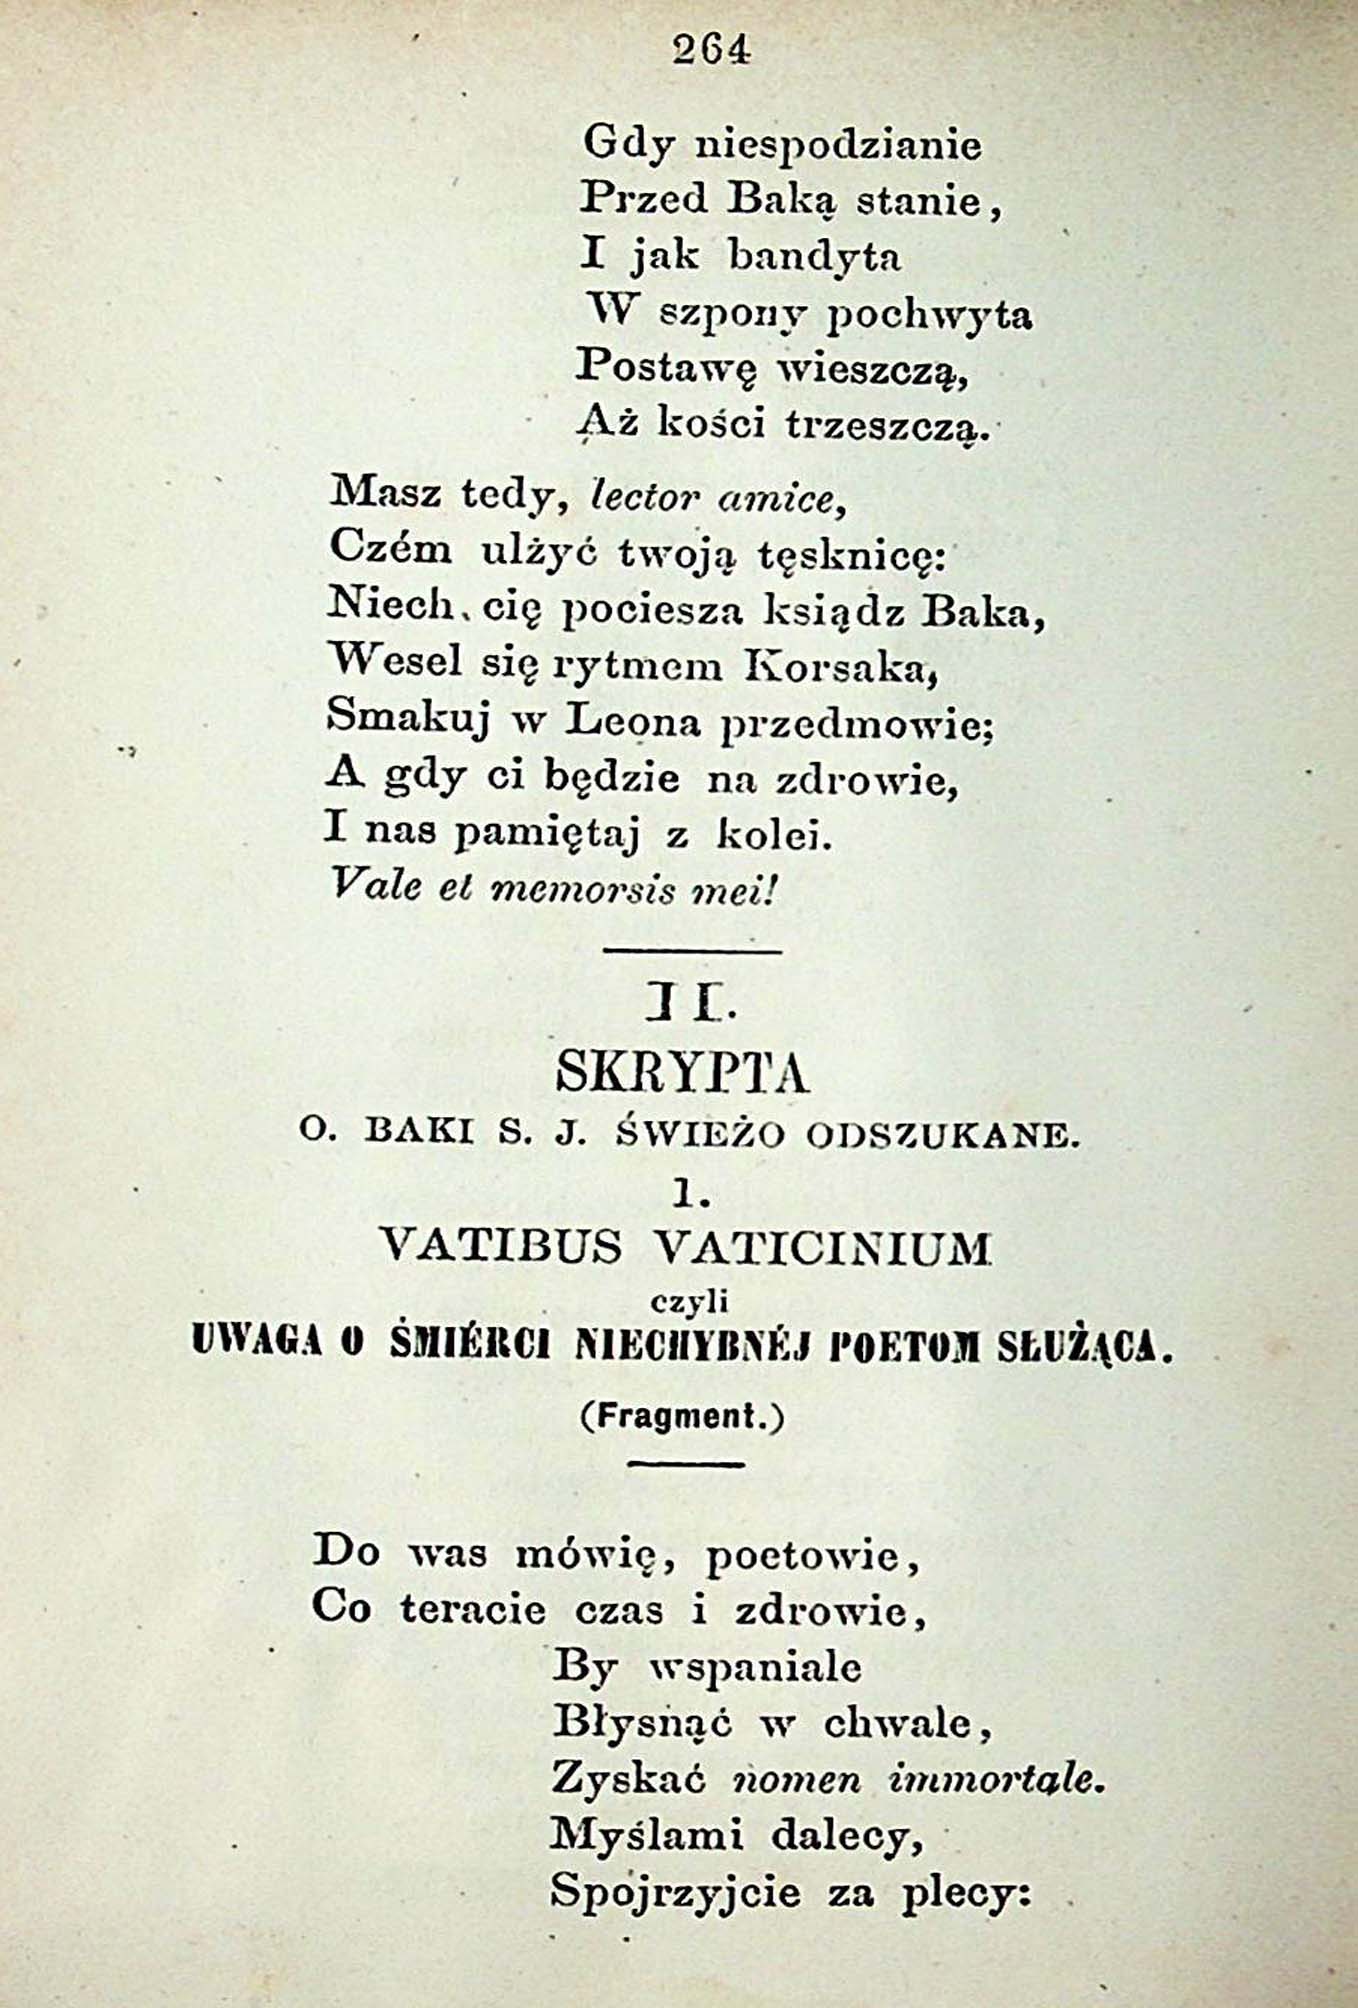 264
Gdy niespodzianie
Przed Baką stanie,
I jak bandyta
W szpony pochwyta
Postawę wieszczą,
Aż kości trzeszczą.
Masz tedy, lector amice,
Czém ulżyć twoją tęsknicę:
Niech cię pociesza ksiądz Baka,
Wesel się rytmem Korsaka,
Smakuj w Leona przedmowie;
A gdy ci będzie na zdrowie,
I nas pamiętaj z kolei.
Vale et memorsis mei!
II.
SKRYPTA
O. BAKI S. J. ŚWIEŻO ODSZUKANE.
1.
VATIBUS VATICINIUM
czyli
UWAGA O ŚMIÉRCI NIECHYBNÉJ POETOM SŁUŻĄCA.
(Fragment.)
Do was mówię, poetowie,
Co teracie czas i zdrowie,
By wspaniale
Błysnąć w chwale,
Zyskać nomen immortale.
Myślami dalecy,
Spojrzyjcie za plecy: